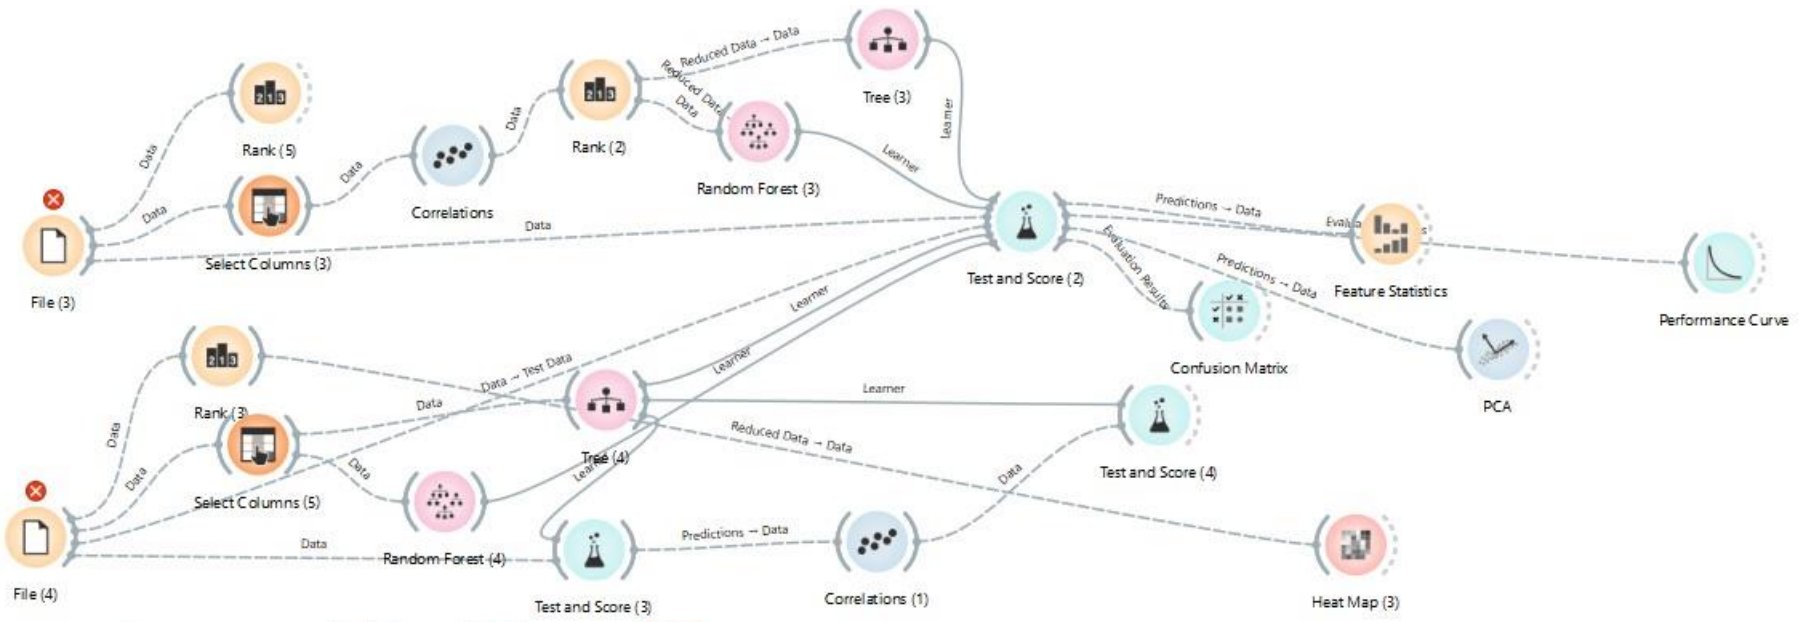 Reduced Data → Data
Tree (3)
Reduced Data
Data
Rank (5)
Rank (2)
Data
Data
Data
Learner
Learner
Random Forest (3)
Correlations
Data
Data
Select Columns (3)
File (3)
Test and Score (2)
Predictions → Data
Evalua
s
Feature Statistics
Performance Curve
Evaluation Results
Predictions → Data
Confusion Matrix
PCA
Learner
Learner
Data → Test Data
Rank (3)
Data
Data
Data
Select Columns (5)
Data
Tree (4)
Learner
Reduced Data → Data
Test and Score (4)
Data
Lear
Random Forest (4)
Data
File (4)
Test and Score (3)
Predictions → Data
Correlations (1)
Heat Map (3)